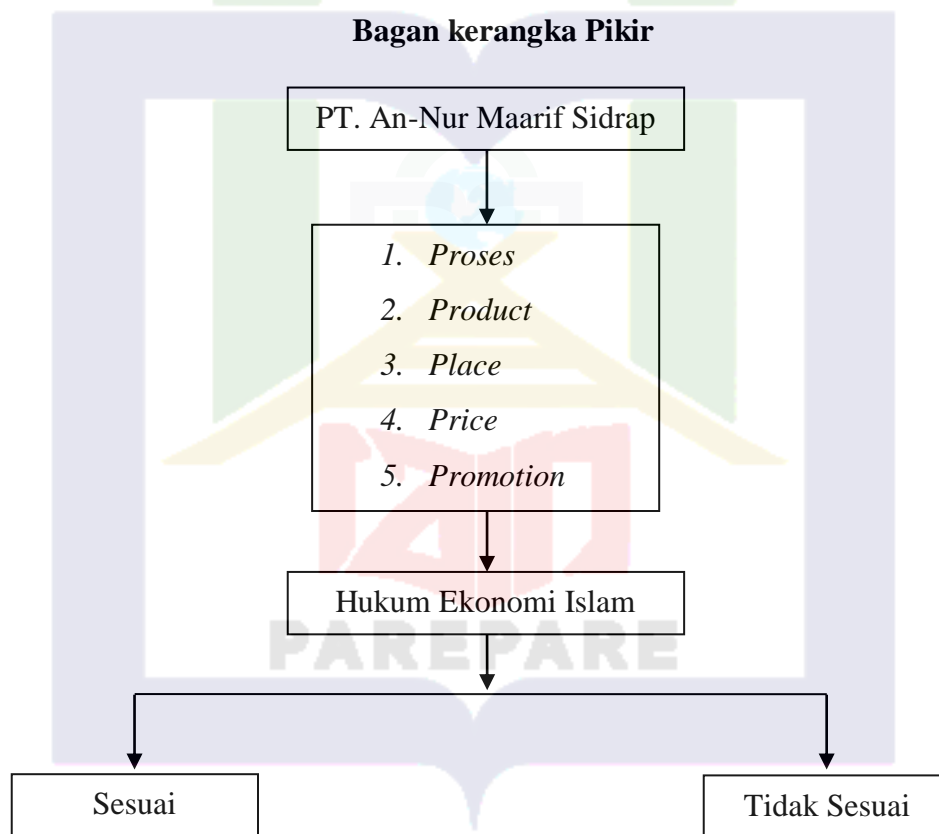 Bagan kerangka Pikir
PT. An-Nur Maarif Sidrap
1. Proses
2. Product
3. Place
4. Price
5. Promotion
Hukum Ekonomi Islam
PAREPARE
Sesuai
Tidak Sesuai